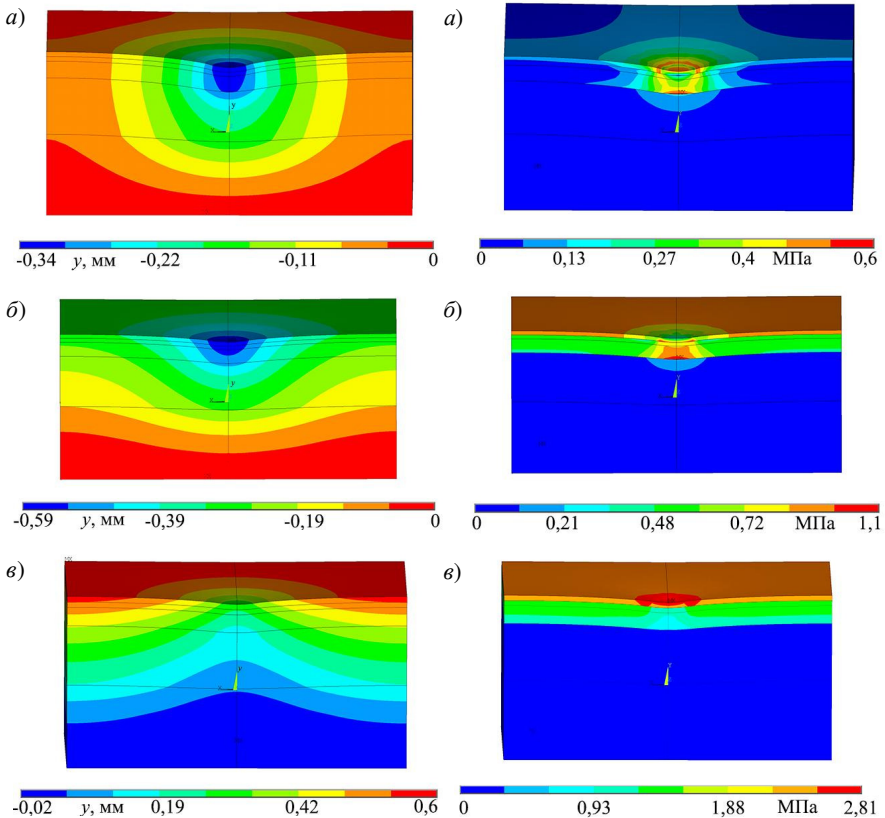 а)
-0,34 y, мм -0,22 -0,11 0
а)
0 0,13 0,27 0,4 МПа 0,6
б)
-0,59 y, мм -0,39 -0,19 0
б)
0 0,21 0,48 0,72 МПа 1,1
в)
-0,02 y, мм 0,19 0,42 0,6
в)
0 0,93 1,88 МПа 2,81